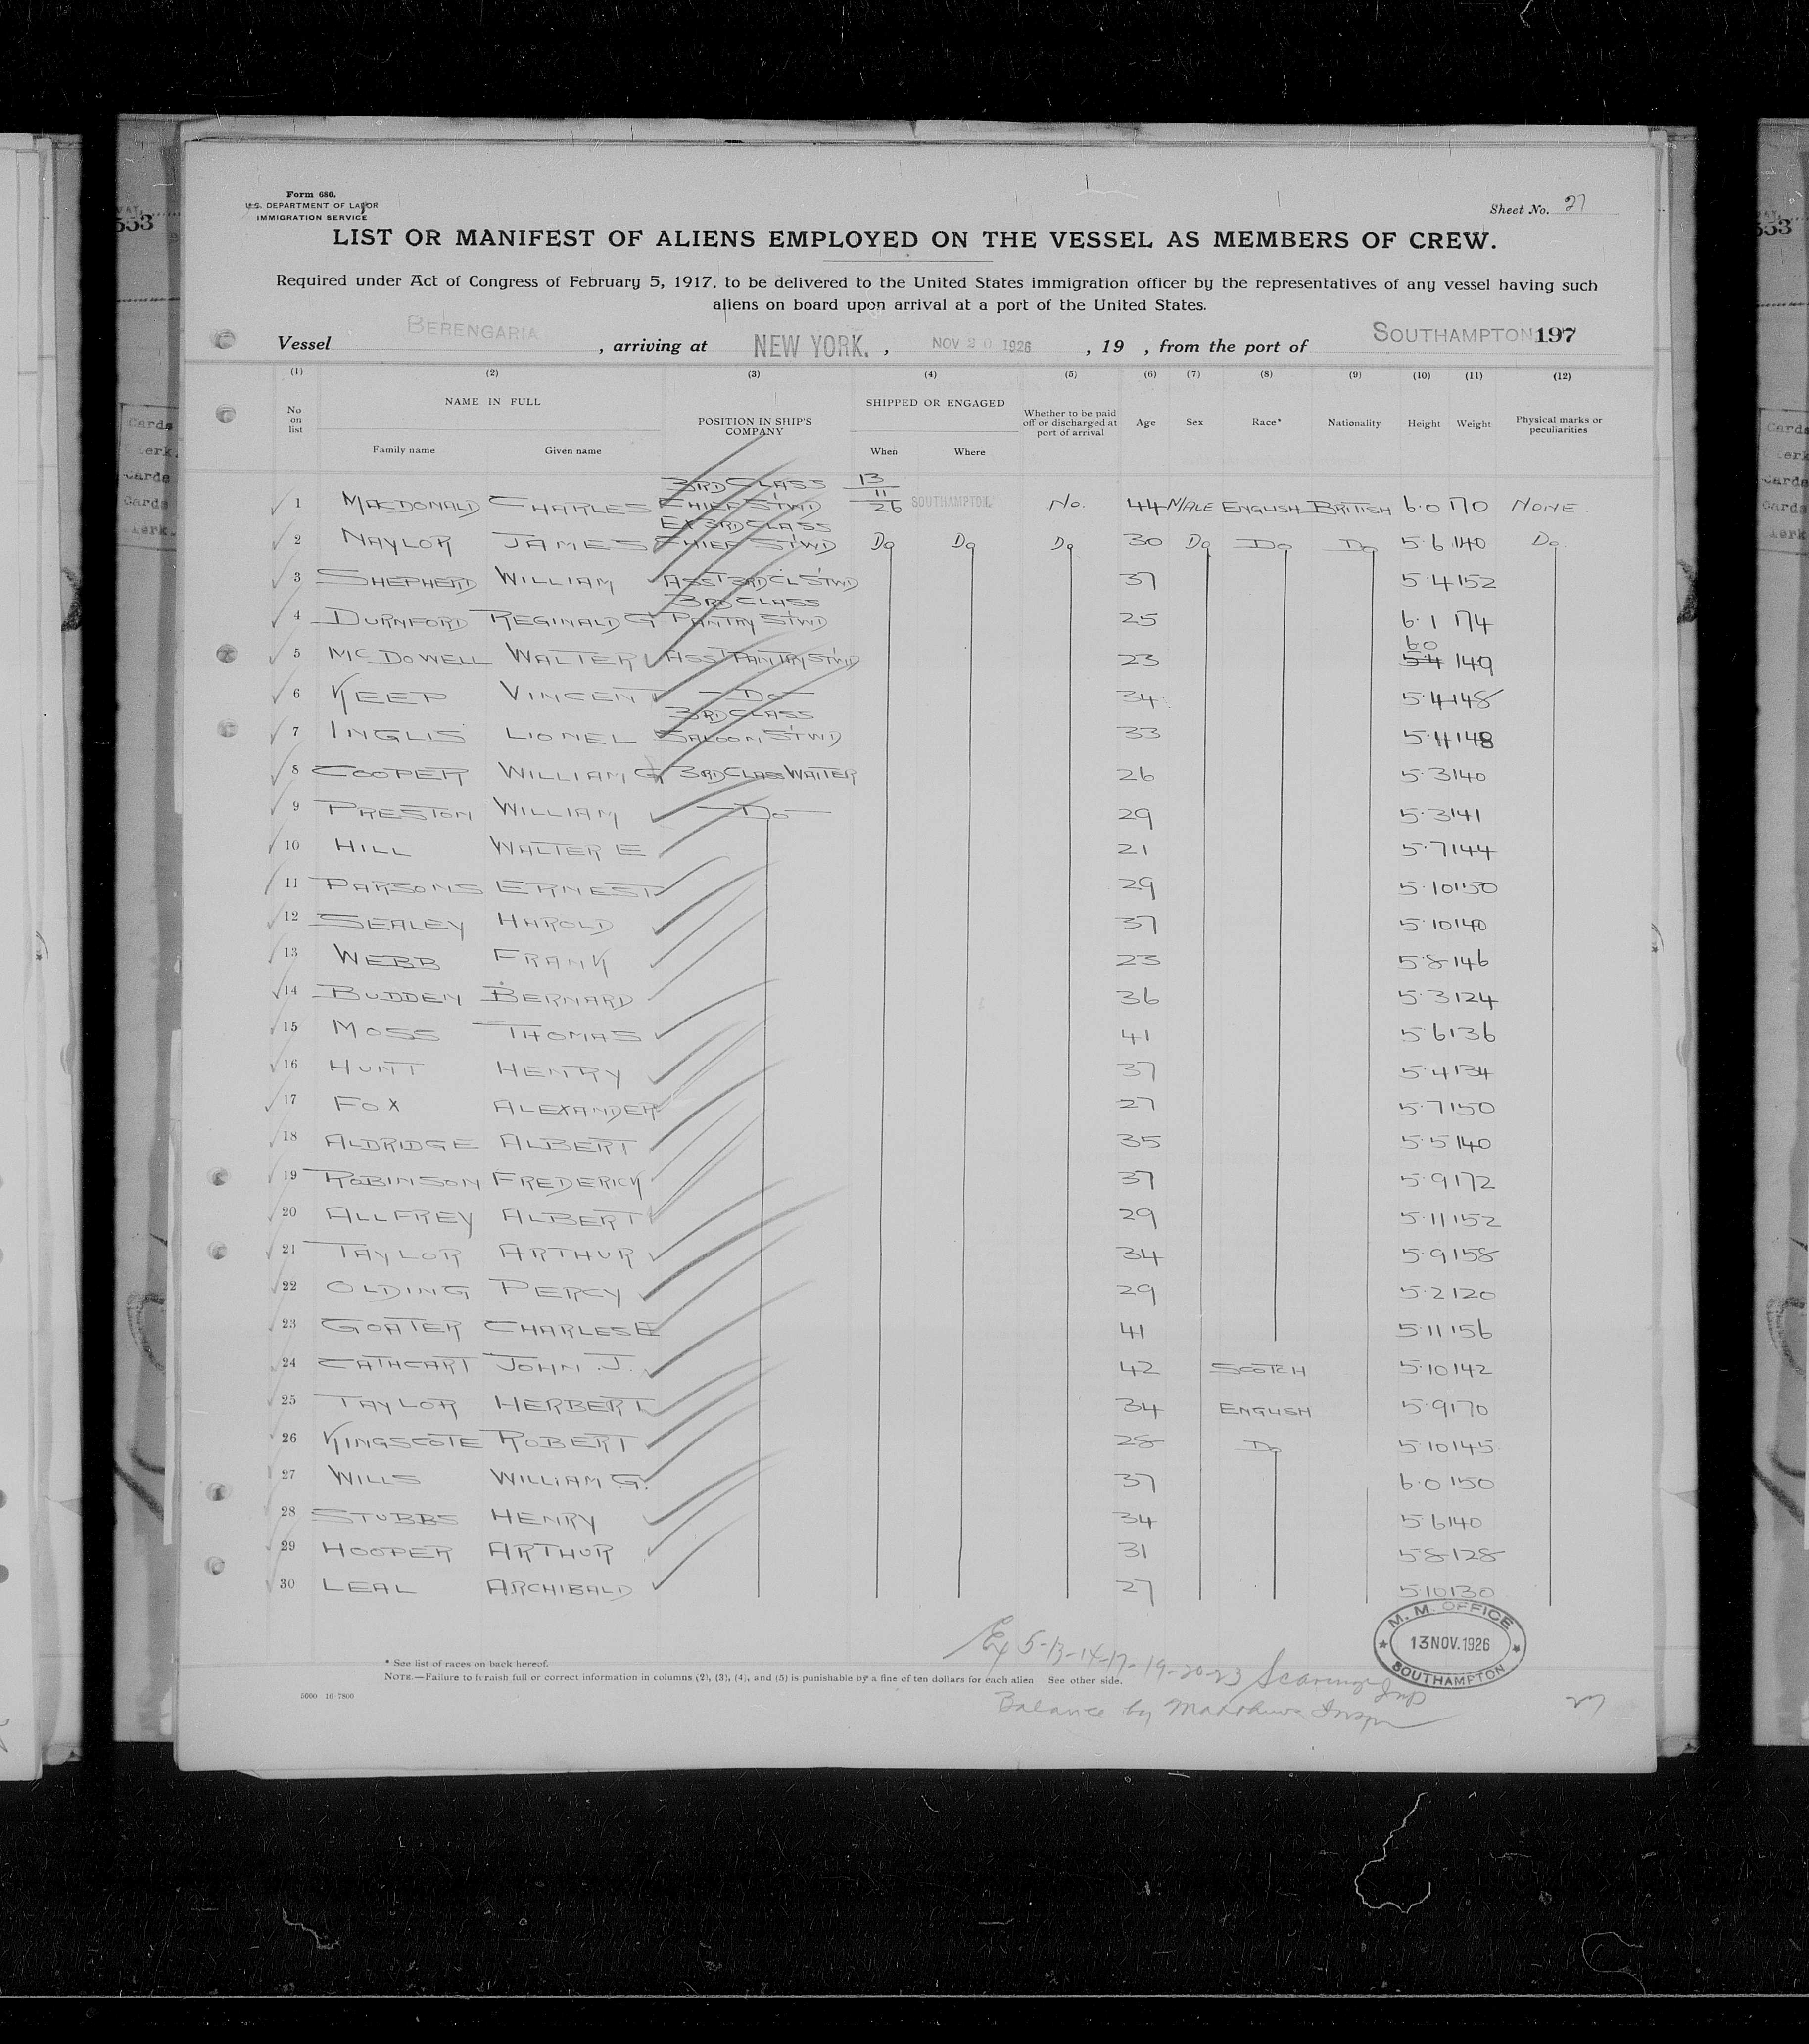 Form 680.
U.S. DEPARTMENT OF LABOR
IMMIGRATION SERVICE
Sheet No. 27
LIST OR MANIFEST OF ALIENS EMPLOYED ON THE VESSEL AS MEMBERS OF CREW.
Required under Act of Congress of February 5, 1917, to be delivered to the United States immigration officer by the representatives of any vessel having such
aliens on board upon arrival at a port of the United States.
Vessel BERENGARIA, arriving at NEW YORK., NOV 20 1926, 19 , from the port of SOUTHAMPTON 197
(1) (2) (3) (4) (5) (6) (7) (8) (9) (10) (11) (12)
No on list NAME IN FULL Family name Given name POSITION IN SHIP'S COMPANY SHIPPED OR ENGAGED When Where Whether to be paid off or discharged at port of arrival Age Sex Race* Nationality Height Weight Physical marks or peculiarities
1 MACDONALD CHARLES 3RD CLASS CHIEF STWD 13/11/26 SOUTHAMPTON. No. 44 MALE ENGLISH BRITISH 6.0 170 NONE.
2 NAYLOR JAMES EX 3RD CLASS CHIEF STWD Do Do Do 30 Do Do Do 5.6 140 Do
3 SHEPHERD WILLIAM ASST 3RD CL STWD 37 5.4 152
4 DURNFORD REGINALD G 3RD CLASS PANTRY STWD 25 6.1 174
5 MCDOWELL WALTER ASST PANTRY STWD 23 5.4 6 0 149
6 KEEP VINCENT Do 34 5.4 148
7 INGLIS LIONEL 3RD CLASS SALOON STWD 33 5.11 148
8 COOPER WILLIAM G 3RD CLASS WAITER 26 5.3 140
9 PRESTON WILLIAM Do 29 5.3 141
10 HILL WALTER E 21 5.7 144
11 PARSONS ERNEST 29 5.10 150
12 SEALEY HAROLD 37 5.10 140
13 WEBB FRANK 23 5.8 146
14 BUDDEN BERNARD 36 5.3 124
15 MOSS THOMAS 41 5.6 136
16 HUNT HENRY 37 5.4 134
17 FOX ALEXANDER 27 5.7 150
18 ALDRIDGE ALBERT 35 5.5 140
19 ROBINSON FREDERICK 37 5.9 172
20 ALLFREY ALBERT 29 5.11 152
21 TAYLOR ARTHUR 34 5.9 158
22 OLDING PERCY 29 5.2 120
23 GOATER CHARLES E 41 5.11 156
24 CATHCART JOHN J. 42 SCOTCH 5.10 142
25 TAYLOR HERBERT 34 ENGLISH 5.9 170
26 KINGSCOTE ROBERT 28 Do 5.10 145
27 WILLS WILLIAM G. 37 6.0 150
28 STUBBS HENRY 34 5.6 140
29 HOOPER ARTHUR 31 5.8 128
30 LEAL ARCHIBALD 27 5.10 130
M. M. OFFICE
13 NOV. 1926
SOUTHAMPTON
Ex 5-13-14-17-19-20-23
* See list of races on back hereof.
NOTE.—Failure to furnish full or correct information in columns (2), (3), (4), and (5) is punishable by a fine of ten dollars for each alien See other side.
5000 16-7800
Balance by
27